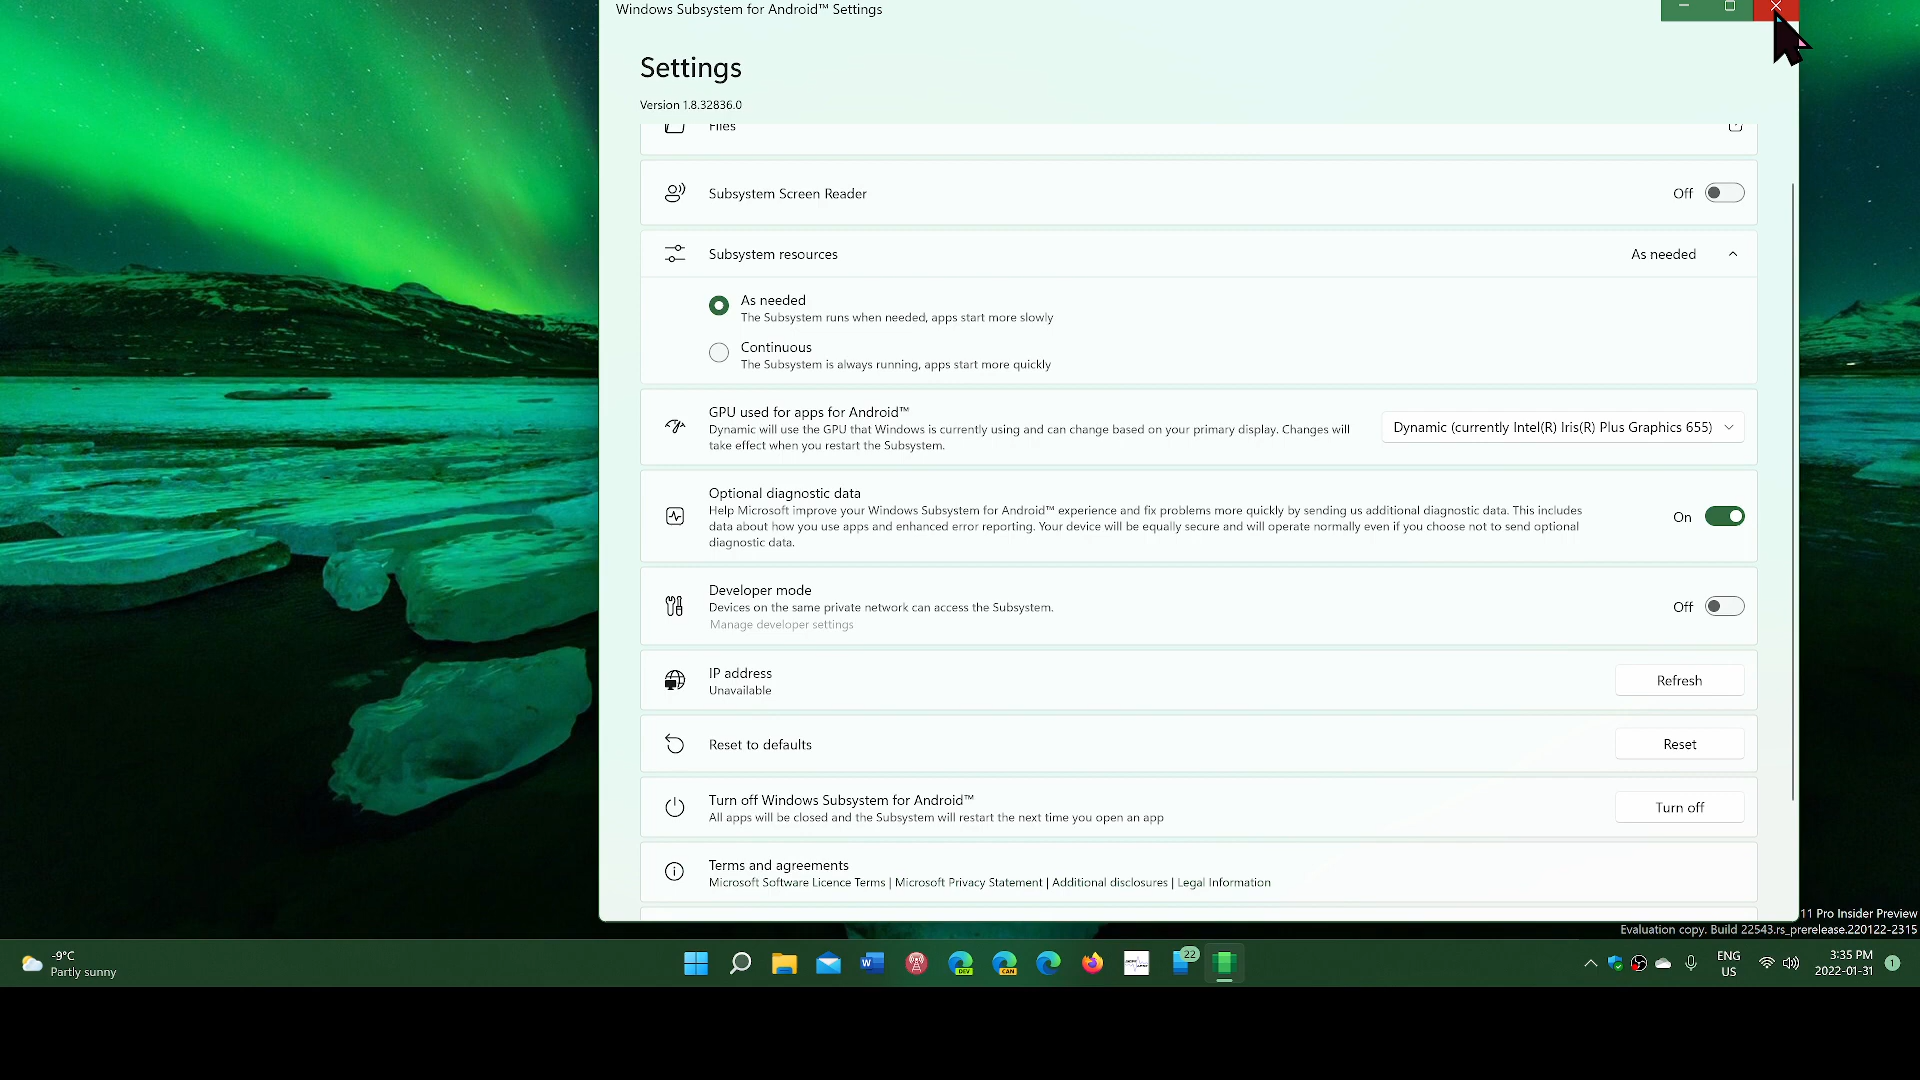 Windows Subsystem for Android™ Settings
Settings
Version 1.8.32836.0
Files
Subsystem Screen Reader
Off
Subsystem resources
As needed
As needed
The Subsystem runs when needed, apps start more slowly
Continuous
The Subsystem is always running, apps start more quickly
GPU used for apps for Android™
Dynamic will use the GPU that Windows is currently using and can change based on your primary display. Changes will
take effect when you restart the Subsystem.
Dynamic (currently Intel(R) Iris(R) Plus Graphics 655)
Optional diagnostic data
Help Microsoft improve your Windows Subsystem for Android™ experience and fix problems more quickly by sending us additional diagnostic data. This includes
data about how you use apps and enhanced error reporting. Your device will be equally secure and will operate normally even if you choose not to send optional
diagnostic data.
On
Developer mode
Devices on the same private network can access the Subsystem.
Manage developer settings
Off
IP address
Unavailable
Refresh
Reset to defaults
Reset
Turn off Windows Subsystem for Android™
All apps will be closed and the Subsystem will restart the next time you open an app
Turn off
Terms and agreements
Microsoft Software Licence Terms | Microsoft Privacy Statement | Additional disclosures | Legal Information
11 Pro Insider Preview
Evaluation copy. Build 22543.rs_prerelease.220122-2315
-9°C
Partly sunny
W
DEV
CAN
22
ENG
US
3:35 PM
2022-01-31
1